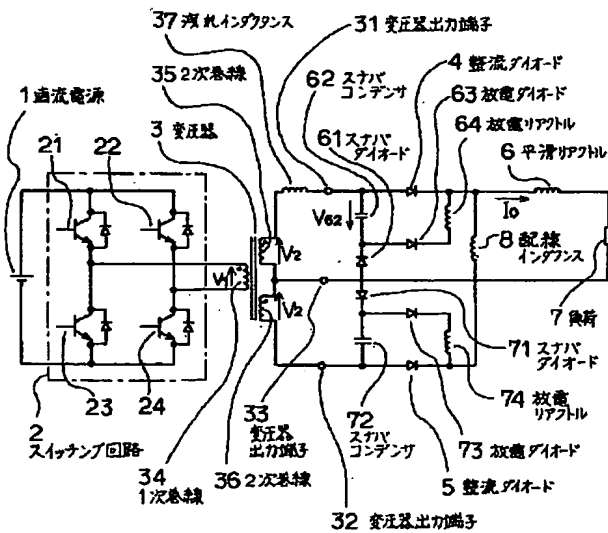 37 漏れインダクタンス
31 変圧器出力端子
35 2次巻線
62 スナバ
コンデンサ
4 整流ダイオード
1 直流電源
3 変圧器
61 スナバ
ダイオード
63 放電ダイオード
64 放電リアクトル
21
22
6 平滑リアクトル
V62
I0
V1
V2
V2
8 配線
インダクタンス
7 負荷
23
24
33
変圧器
出力端子
72
スナバ
コンデンサ
71
スナバ
ダイオード
74 放電
リアクトル
2
スイッチング回路
34
1次巻線
36 2次巻線
73 放電ダイオード
5 整流ダイオード
32 変圧器出力端子